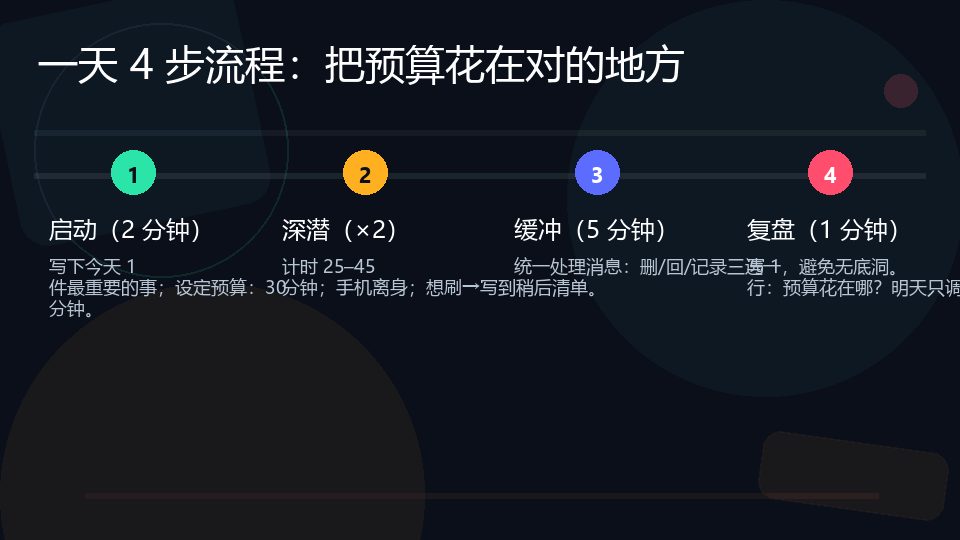 一天 4 步流程：把预算花在对的地方
1
2
3
4
启动（2 分钟）
写下今天 1
件最重要的事；设定预算：30
分钟。
深潜（×2）
计时 25–45
分钟；手机离身；想刷→写到稍后清单。
缓冲（5 分钟）
统一处理消息：删/回/记录三选一，避免无底洞。
复盘（1 分钟）
写 1
行：预算花在哪？明天只调